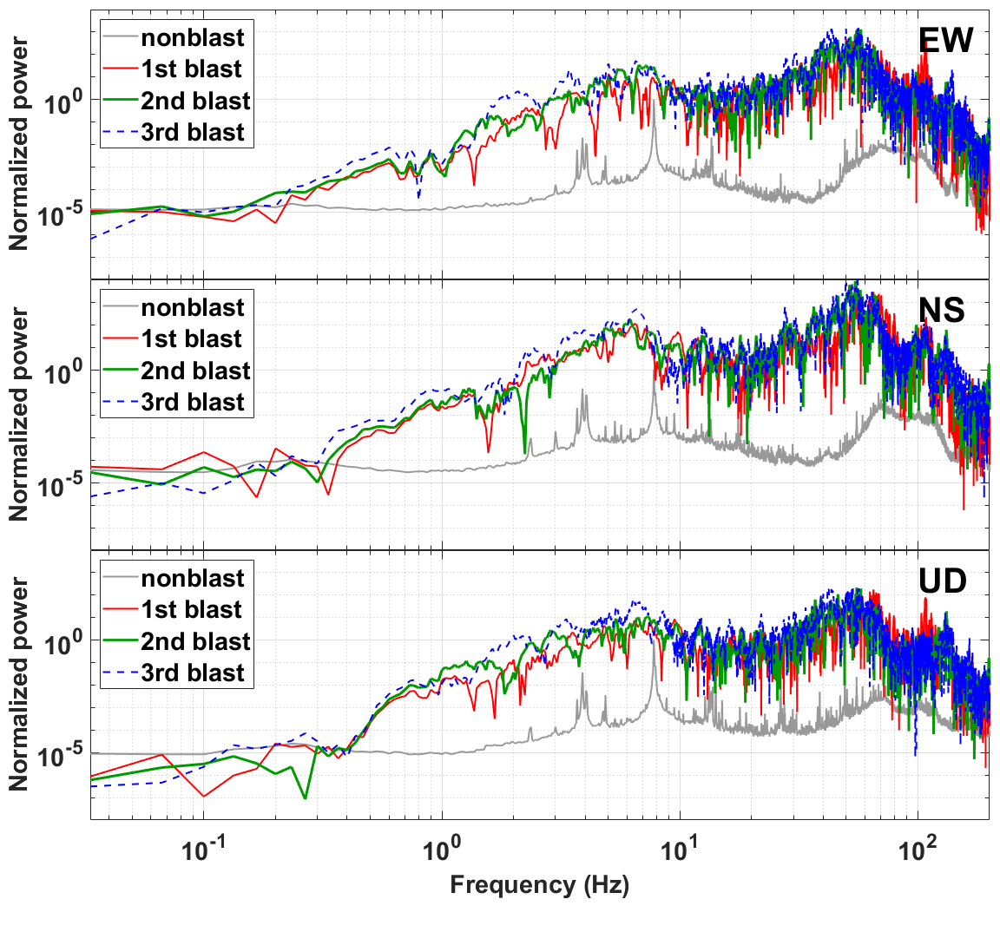 EW
nonblast
1st blast
2nd blast
3rd blast
Normalized power
10^0
10^-5
NS
nonblast
1st blast
2nd blast
3rd blast
Normalized power
10^0
10^-5
UD
nonblast
1st blast
2nd blast
3rd blast
Normalized power
10^0
10^-5
10^-1 10^0 10^1 10^2
Frequency (Hz)